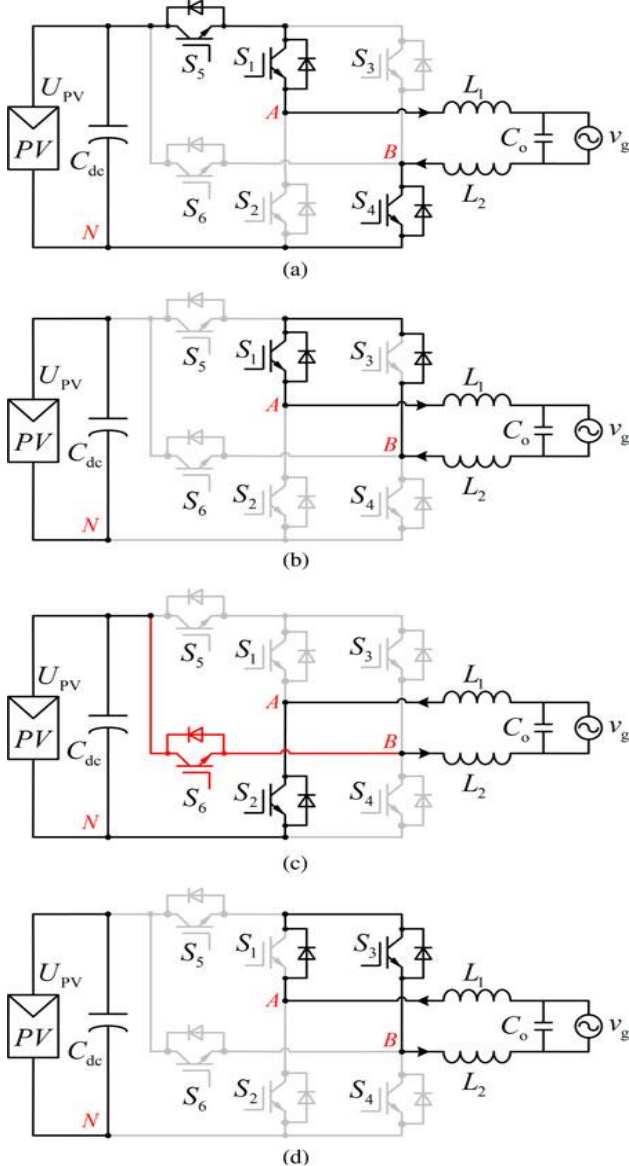 S5
S1
S3
UPV
L1
A
PV
Cdc
Co
vg
B
S6
S2
S4
L2
N
(a)
S5
S1
S3
UPV
L1
A
PV
Cdc
Co
vg
B
S6
S2
S4
L2
N
(b)
S5
S1
S3
UPV
L1
A
PV
Cdc
Co
vg
B
S6
S2
S4
L2
N
(c)
S5
S1
S3
UPV
L1
A
PV
Cdc
Co
vg
B
S6
S2
S4
L2
N
(d)